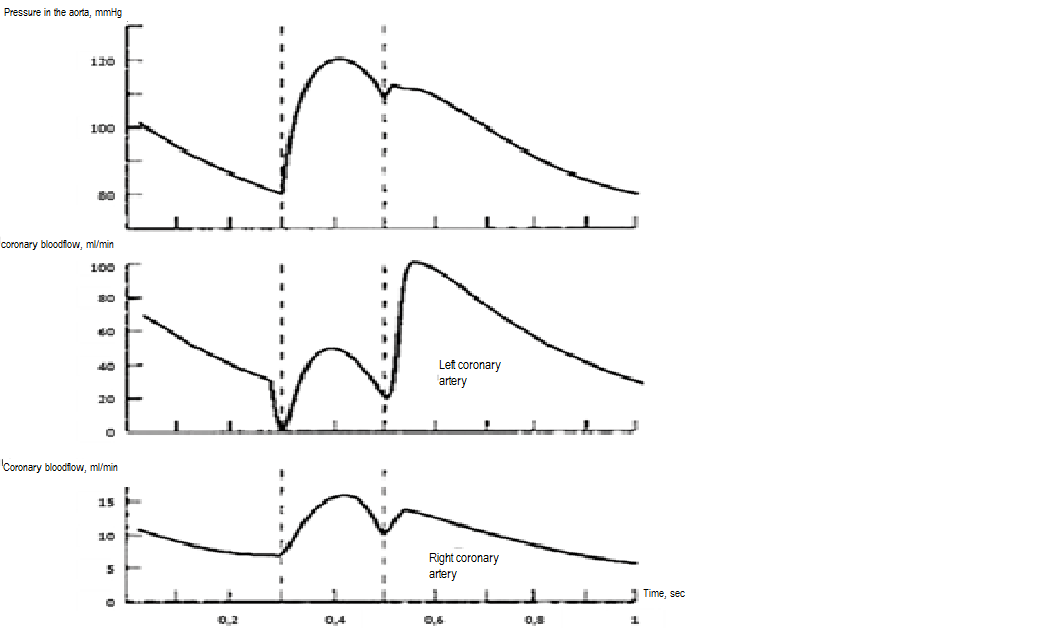 Pressure in the aorta, mmHg
120
100
80
coronary bloodflow, ml/min
100
80
60
40
20
0
Left coronary
artery
Coronary bloodflow, ml/min
15
10
5
0
Right coronary
artery
Time, sec
0,2 0,4 0,6 0,8 1